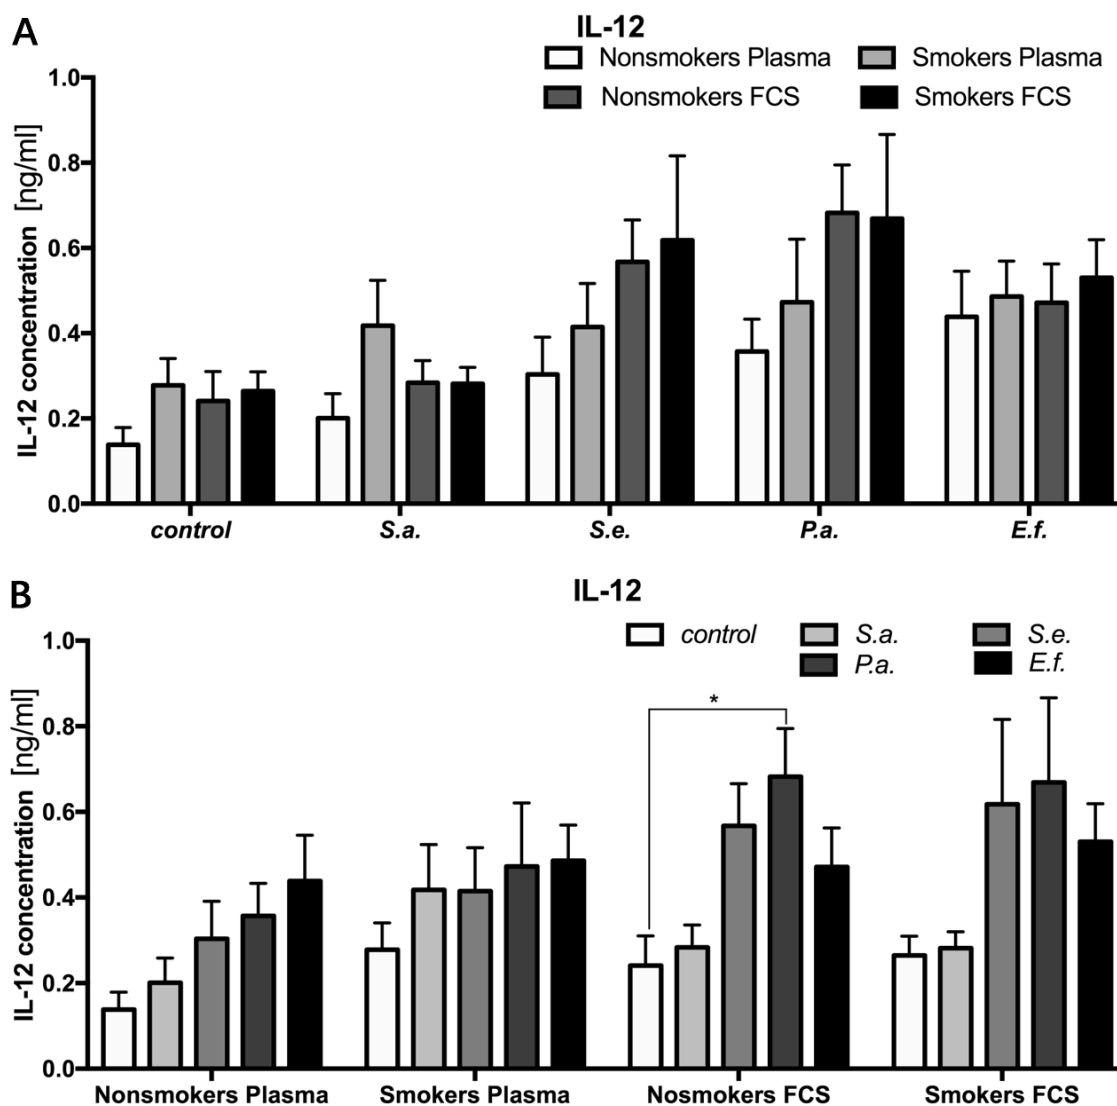 A
IL-12
Nonsmokers Plasma Smokers Plasma
Nonsmokers FCS Smokers FCS
IL-12 concentration [ng/ml]
1.0
0.8
0.6
0.4
0.2
0.0
control S.a. S.e. P.a. E.f.
B
IL-12
control S.a. S.e.
P.a. E.f.
IL-12 concentration [ng/ml]
1.0
0.8
0.6
0.4
0.2
0.0
*
Nonsmokers Plasma Smokers Plasma Nosmokers FCS Smokers FCS